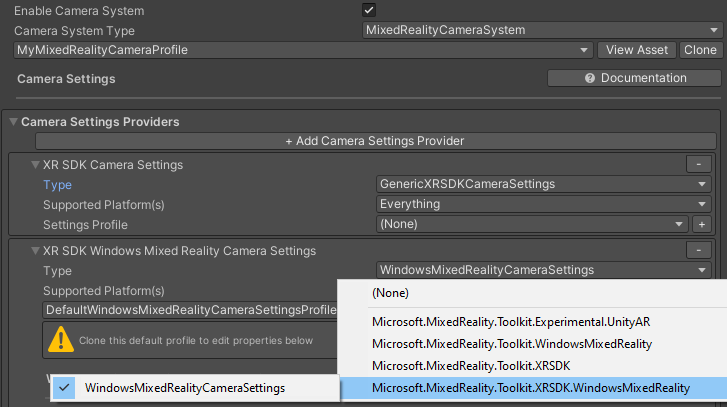 Enable Camera System
Camera System Type MixedRealityCameraSystem
MyMixedRealityCameraProfile View Asset Clone
Camera Settings Documentation
Camera Settings Providers
+ Add Camera Settings Provider
XR SDK Camera Settings -
Type GenericXRSDKCameraSettings
Supported Platform(s) Everything
Settings Profile (None) +
XR SDK Windows Mixed Reality Camera Settings -
Type WindowsMixedRealityCameraSettings
Supported Platform(s)
(None)
DefaultWindowsMixedRealityCameraSettingsProfile
Microsoft.MixedReality.Toolkit.Experimental.UnityAR
Clone this default profile to edit properties below
Microsoft.MixedReality.Toolkit.WindowsMixedReality
Microsoft.MixedReality.Toolkit.XRSDK
WindowsMixedRealityCameraSettings
Microsoft.MixedReality.Toolkit.XRSDK.WindowsMixedReality